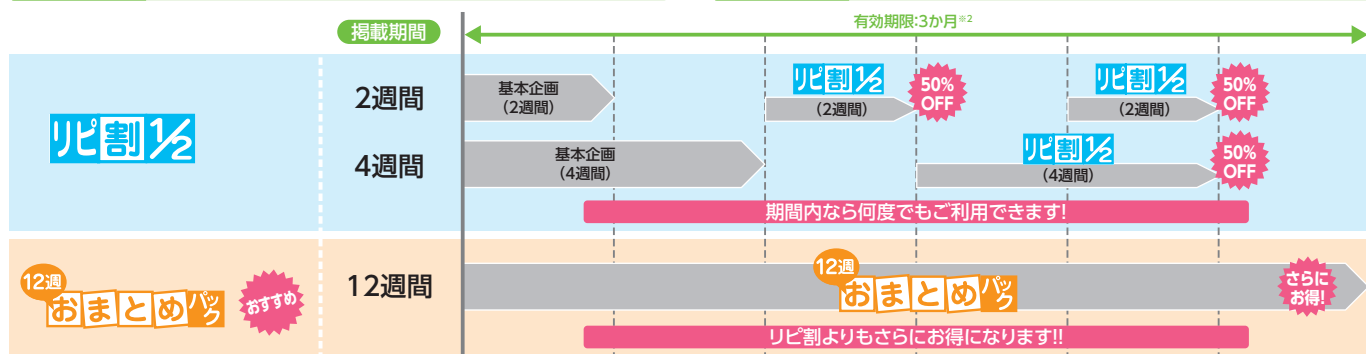 掲載期間
有効期限:3か月※2
リピ割1/2
2週間
基本企画
(2週間)
リピ割1/2
(2週間)
50%
OFF
リピ割1/2
(2週間)
50%
OFF
4週間
基本企画
(4週間)
リピ割1/2
(4週間)
50%
OFF
期間内なら何度でもご利用できます!
12週
おまとめパック
おすすめ
12週間
12週
おまとめパック
さらに
お得!
リピ割よりもさらにお得になります!!